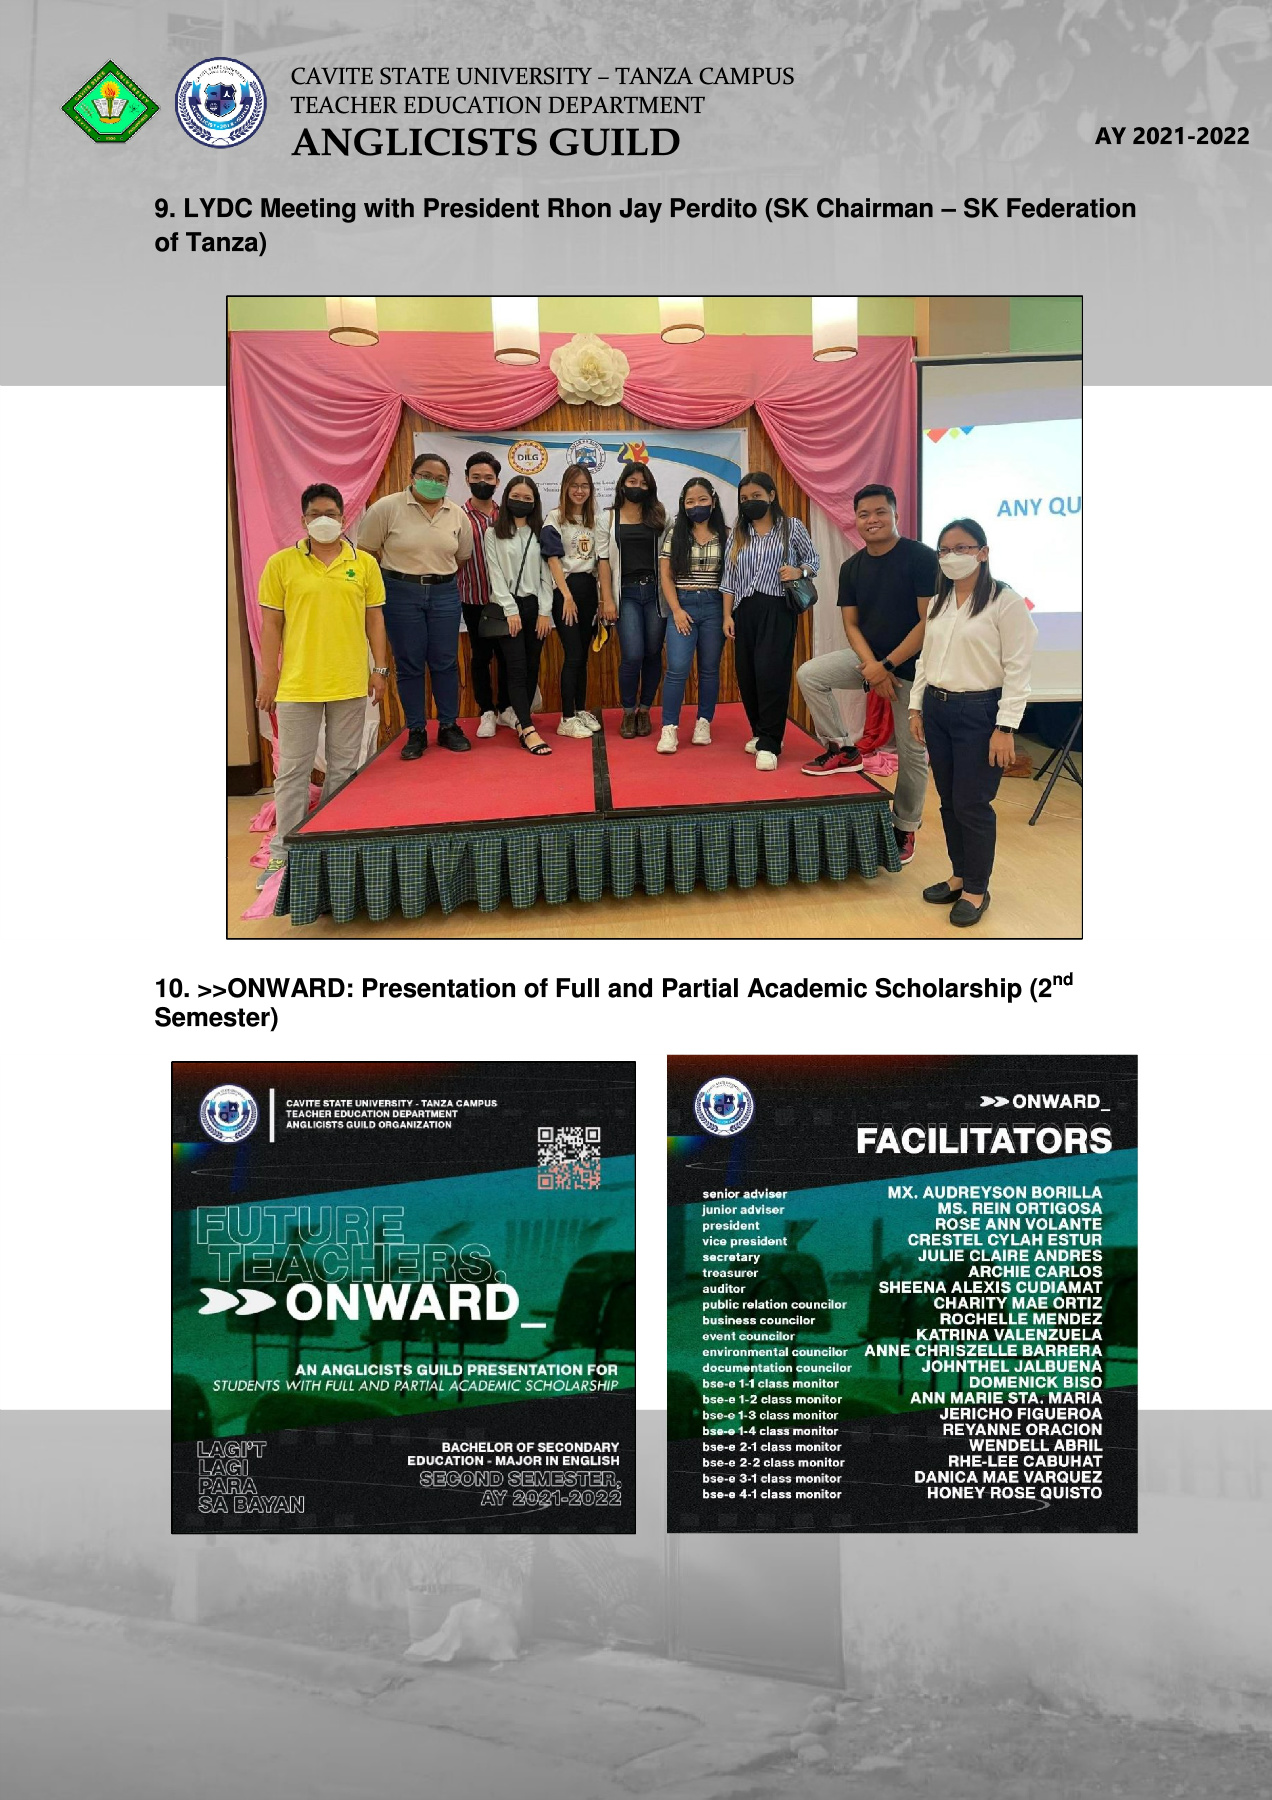 CAVITE STATE UNIVERSITY – TANZA CAMPUS
TEACHER EDUCATION DEPARTMENT
ANGLICISTS GUILD
AY 2021-2022
9. LYDC Meeting with President Rhon Jay Perdito (SK Chairman – SK Federation
of Tanza)
DILG
ANY QU
10. >>ONWARD: Presentation of Full and Partial Academic Scholarship (2nd
Semester)
CAVITE STATE UNIVERSITY - TANZA CAMPUS
TEACHER EDUCATION DEPARTMENT
ANGLICISTS GUILD ORGANIZATION
FUTURE
TEACHERS.
>>ONWARD_
AN ANGLICISTS GUILD PRESENTATION FOR
STUDENTS WITH FULL AND PARTIAL ACADEMIC SCHOLARSHIP
LAGI'T
LAGI
PARA
SA BAYAN
BACHELOR OF SECONDARY
EDUCATION - MAJOR IN ENGLISH
SECOND SEMESTER,
AY 2021-2022
>>ONWARD_
FACILITATORS
senior adviser MX. AUDREYSON BORILLA
junior adviser MS. REIN ORTIGOSA
president ROSE ANN VOLANTE
vice president CRESTEL CYLAH ESTUR
secretary JULIE CLAIRE ANDRES
treasurer ARCHIE CARLOS
auditor SHEENA ALEXIS CUDIAMAT
public relation councilor CHARITY MAE ORTIZ
business councilor ROCHELLE MENDEZ
event councilor KATRINA VALENZUELA
environmental councilor ANNE CHRISZELLE BARRERA
documentation councilor JOHNTHEL JALBUENA
bse-e 1-1 class monitor DOMENICK BISO
bse-e 1-2 class monitor ANN MARIE STA. MARIA
bse-e 1-3 class monitor JERICHO FIGUEROA
bse-e 1-4 class monitor REYANNE ORACION
bse-e 2-1 class monitor WENDELL ABRIL
bse-e 2-2 class monitor RHE-LEE CABUHAT
bse-e 3-1 class monitor DANICA MAE VARQUEZ
bse-e 4-1 class monitor HONEY ROSE QUISTO